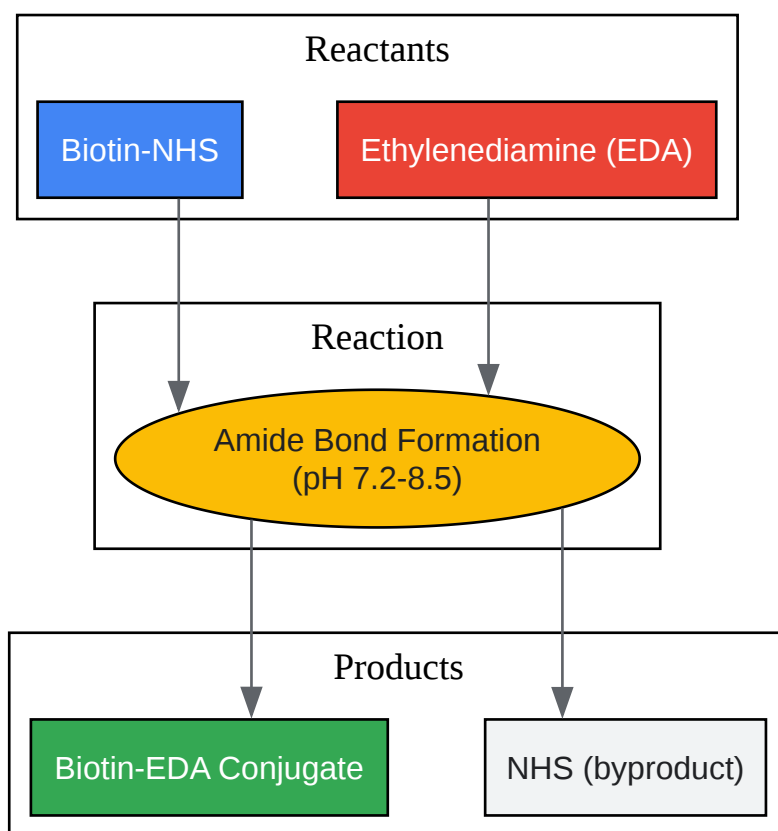 Reactants
Biotin-NHS
Ethylenediamine (EDA)
Reaction
Amide Bond Formation
(pH 7.2-8.5)
Products
Biotin-EDA Conjugate
NHS (byproduct)